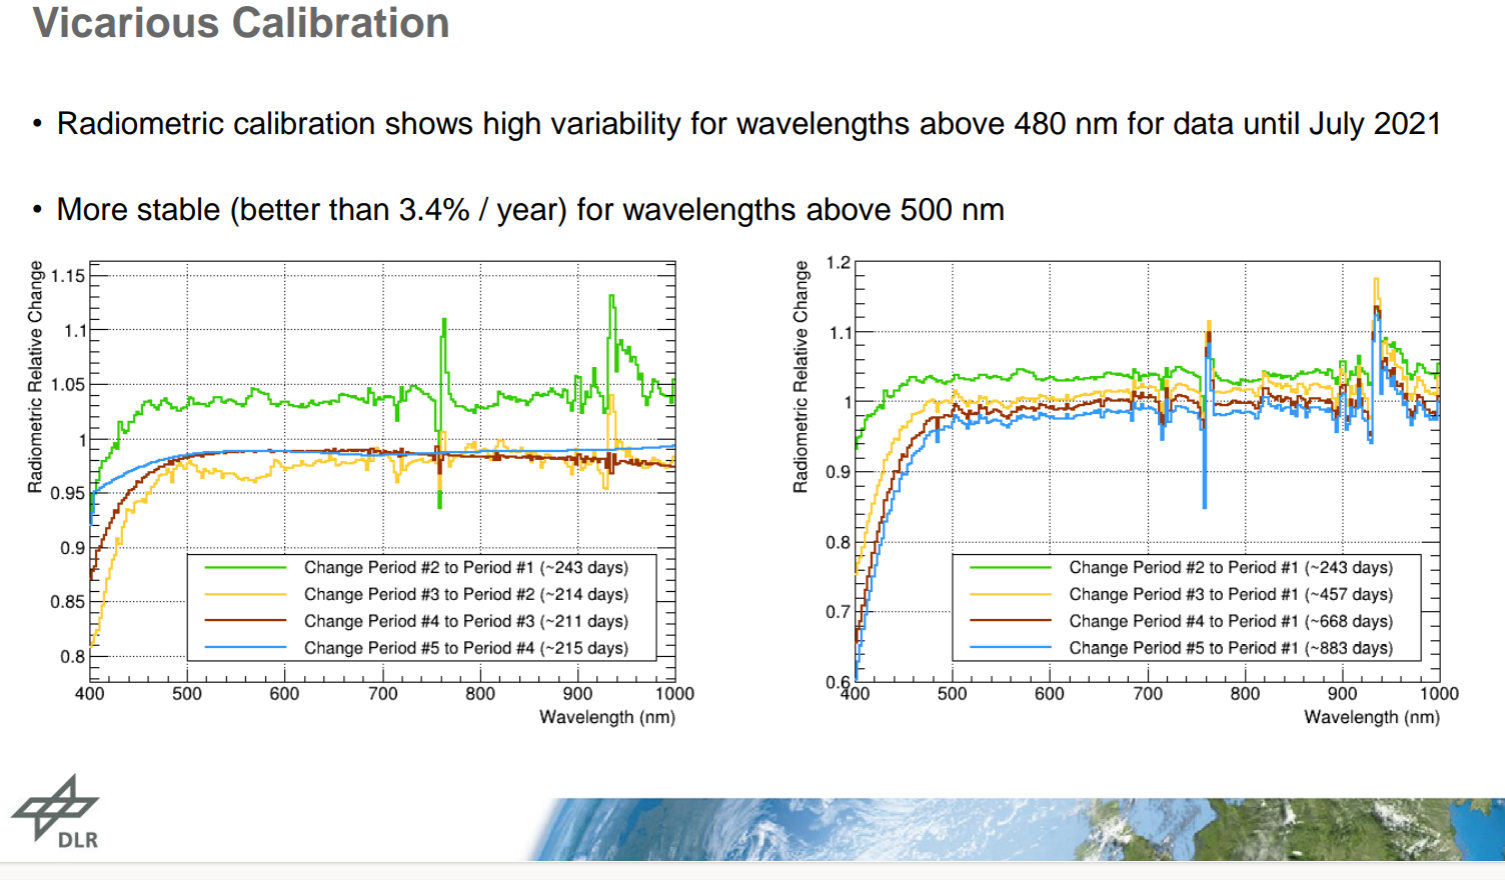 Vicarious Calibration
• Radiometric calibration shows high variability for wavelengths above 480 nm for data until July 2021
• More stable (better than 3.4% / year) for wavelengths above 500 nm
Radiometric Relative Change
1.15
1.1
1.05
1
0.95
0.9
0.85
0.8
Change Period #2 to Period #1 (~243 days)
Change Period #3 to Period #2 (~214 days)
Change Period #4 to Period #3 (~211 days)
Change Period #5 to Period #4 (~215 days)
400 500 600 700 800 900 1000
Wavelength (nm)
Radiometric Relative Change
1.2
1.1
1
0.9
0.8
0.7
0.6
Change Period #2 to Period #1 (~243 days)
Change Period #3 to Period #1 (~457 days)
Change Period #4 to Period #1 (~668 days)
Change Period #5 to Period #1 (~883 days)
400 500 600 700 800 900 1000
Wavelength (nm)
DLR